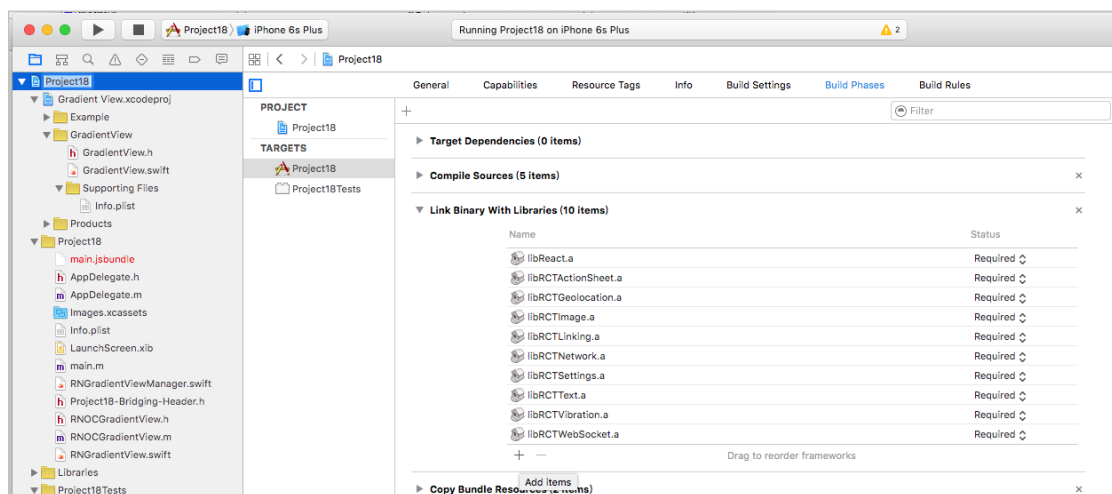 Project18 iPhone 6s Plus Running Project18 on iPhone 6s Plus 2
Project18
General Capabilities Resource Tags Info Build Settings Build Phases Build Rules
Filter
Project18
Gradient View.xcodeproj
Example
GradientView
GradientView.h
GradientView.swift
Supporting Files
Info.plist
Products
Project18
main.jsbundle
AppDelegate.h
AppDelegate.m
Images.xcassets
Info.plist
LaunchScreen.xib
main.m
RNGradientViewManager.swift
Project18-Bridging-Header.h
RNOCGradientView.h
RNOCGradientView.m
RNGradientView.swift
Libraries
Project18Tests
PROJECT
Project18
TARGETS
Project18
Project18Tests
Target Dependencies (0 items)
Compile Sources (5 items)
Link Binary With Libraries (10 items)
Name Status
libReact.a Required
libRCTActionSheet.a Required
libRCTGeolocation.a Required
libRCTImage.a Required
libRCTLinking.a Required
libRCTNetwork.a Required
libRCTSettings.a Required
libRCTText.a Required
libRCTVibration.a Required
libRCTWebSocket.a Required
Drag to reorder frameworks
Add items
Copy Bundle Resources (2 items)